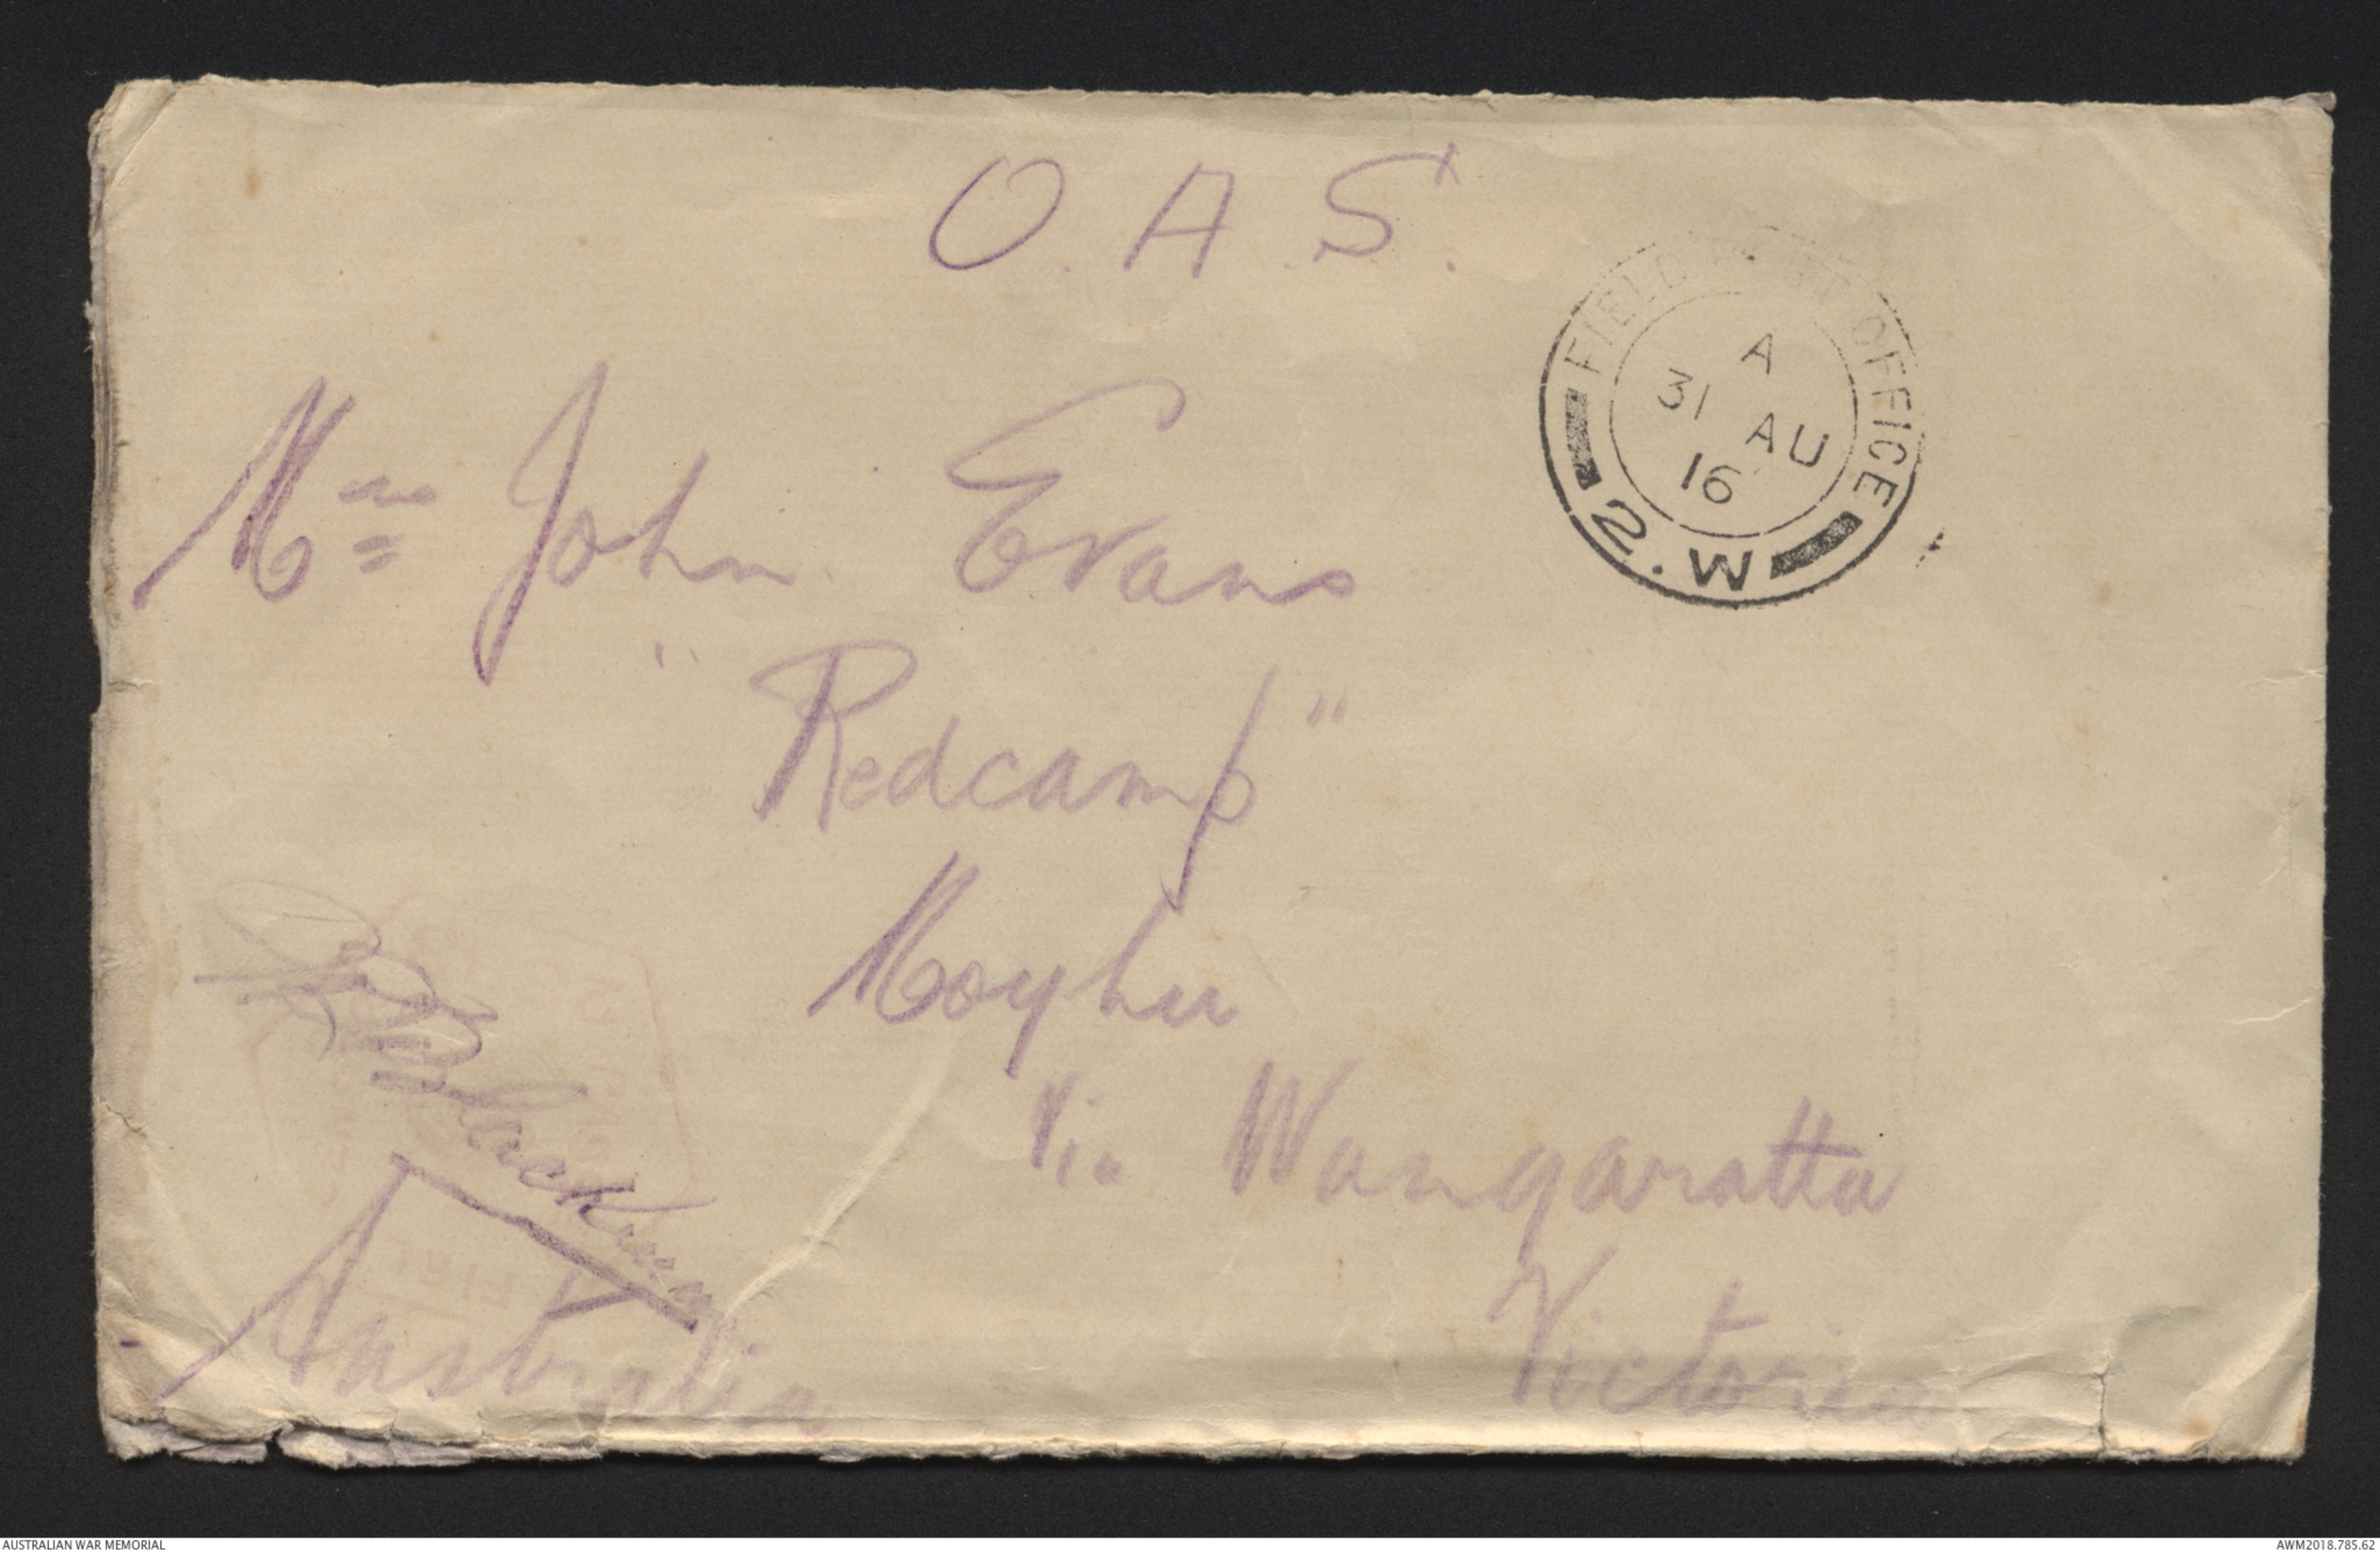 O. A. S.
FIELD POST OFFICE
A
31 AU
16
2.W
Mrs John Evans
"Redcamp"
Moyhu
Via Wangaratta
Victoria
Australia
AUSTRALIAN WAR MEMORIAL
AWM2018.785.62